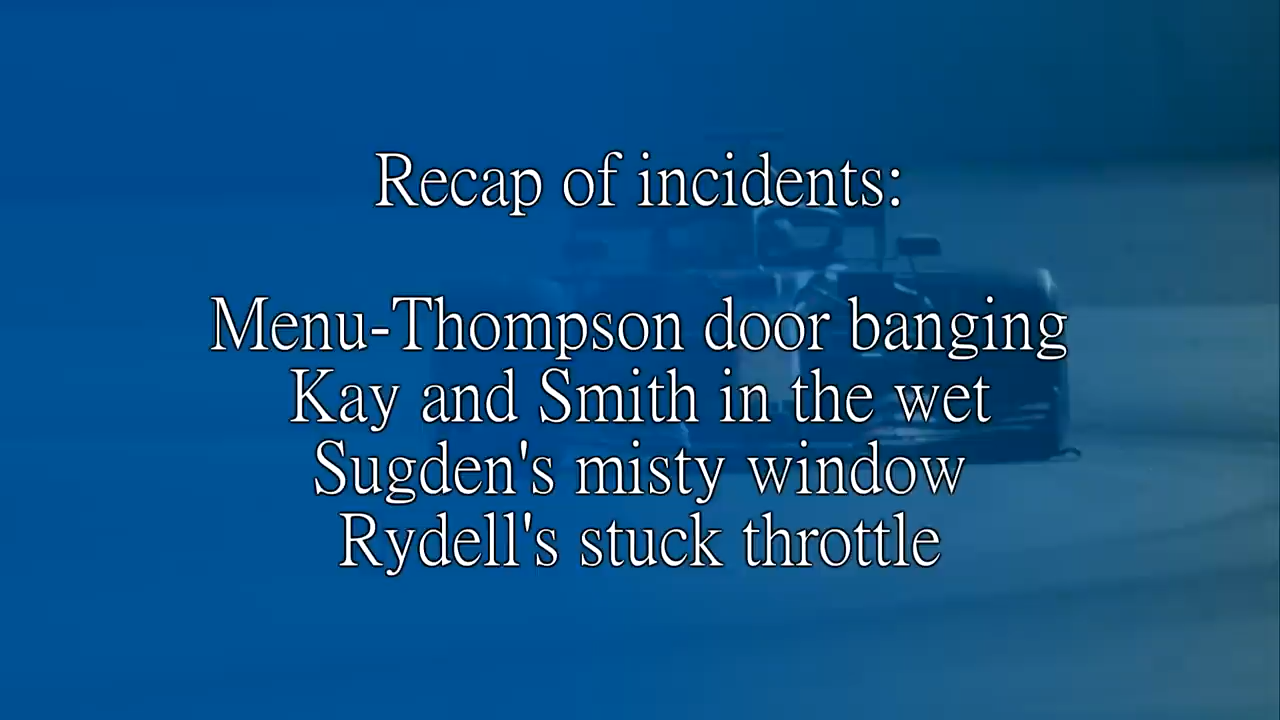 Recap of incidents:
Menu-Thompson door banging
Kay and Smith in the wet
Sugden's misty window
Rydell's stuck throttle